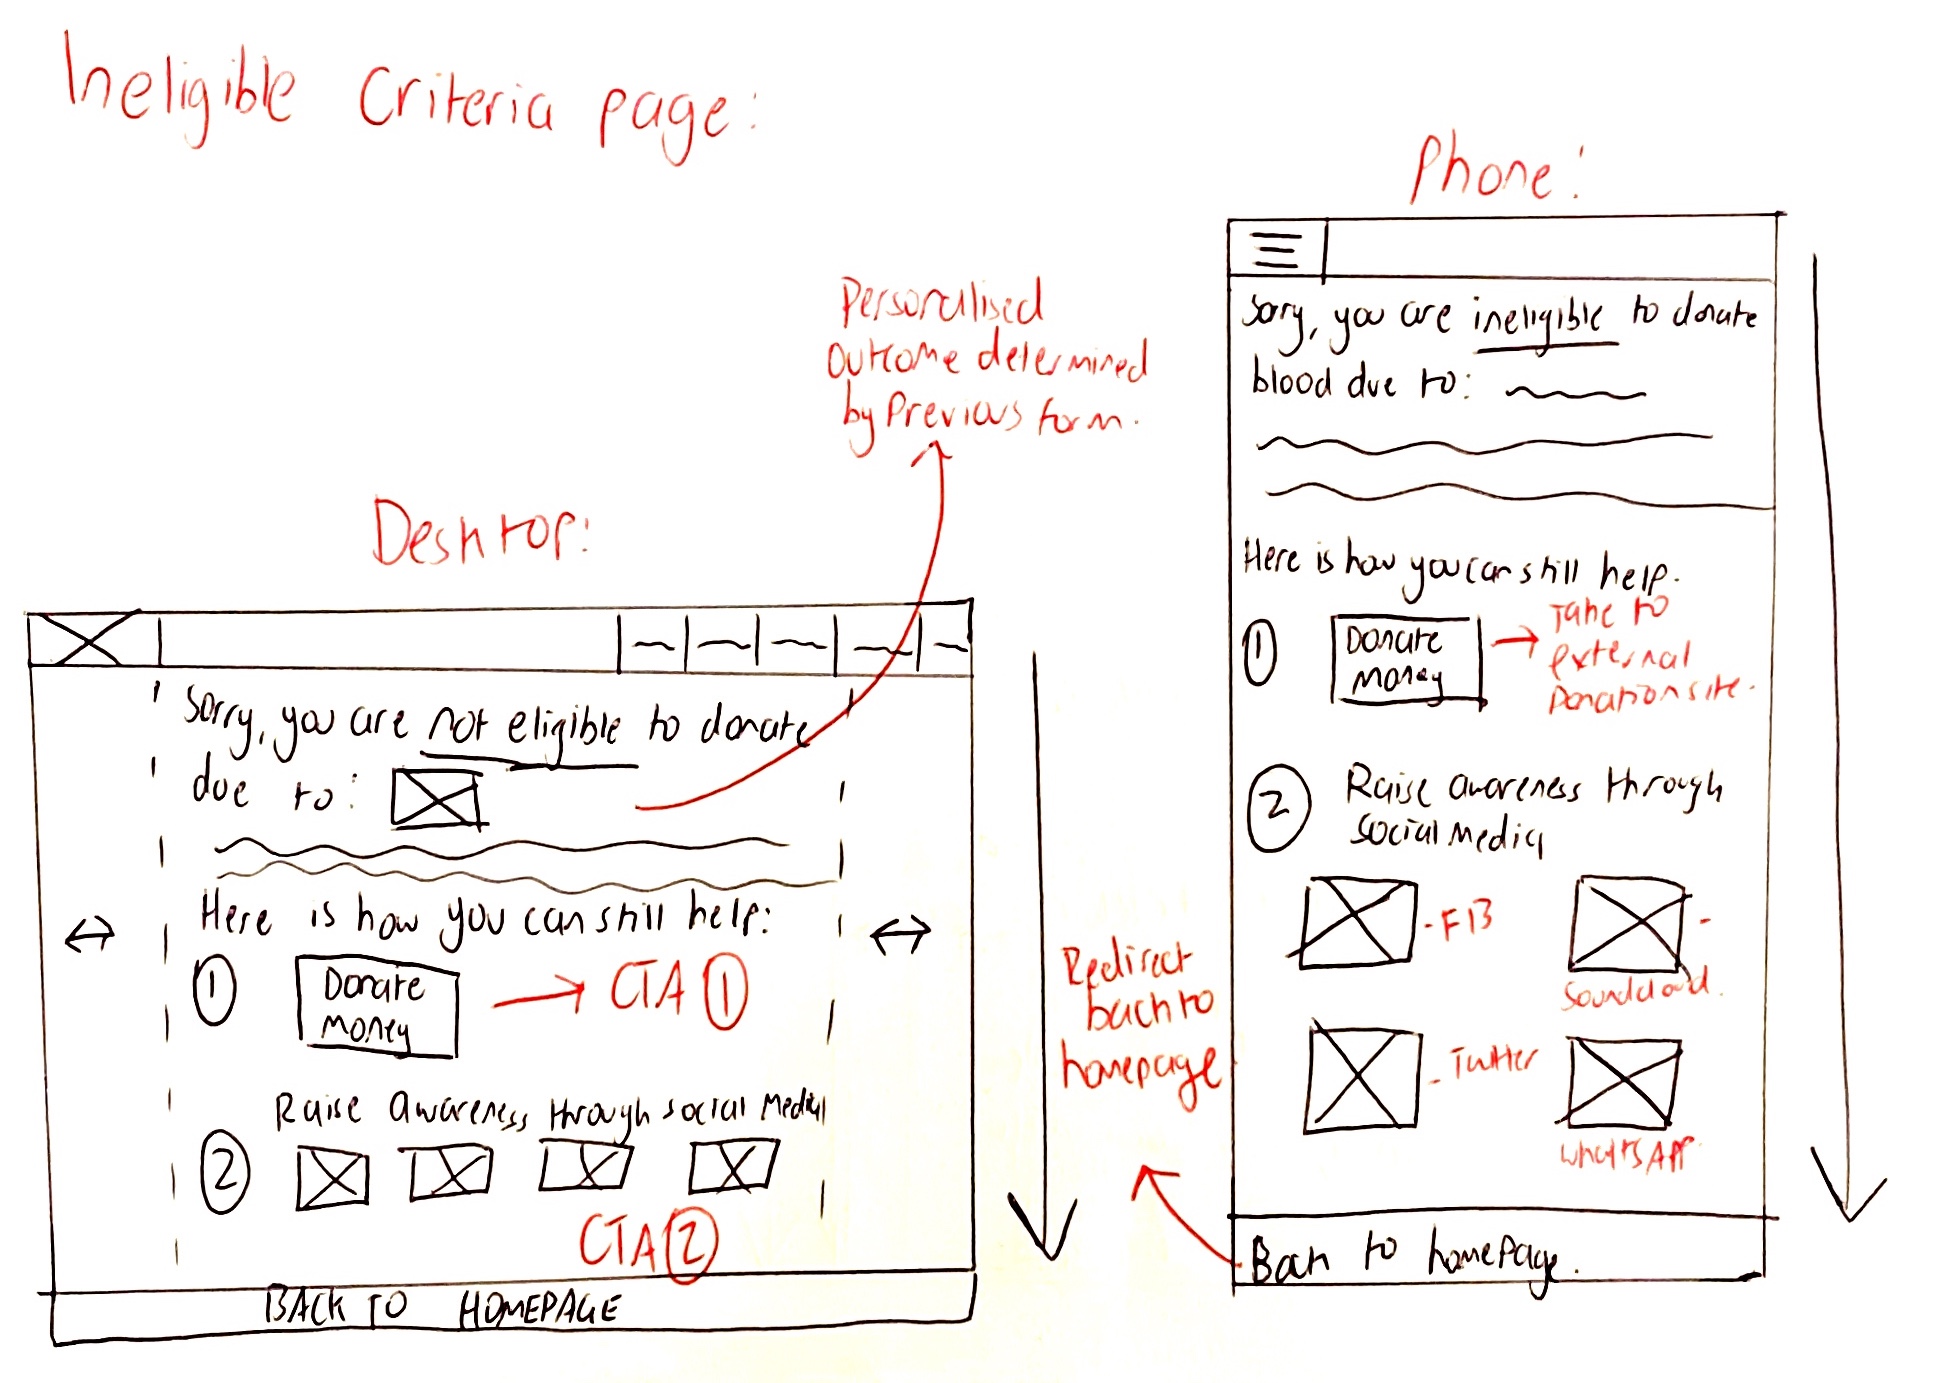 Ineligible Criteria page:
Phone:
Personalised
outcome determined
by Previous form.
Desktop:
Sorry, you are not eligible to donate
due to:
Here is how you can still help:
1
Donate
money
CTA 1
Raise awareness through social media
2
CTA 2
BACK TO HOMEPAGE
Sorry, you are ineligible to donate
blood due to:
Here is how you can still help.
1
Donate
money
Take to
external
Donation site.
2
Raise awareness through
social media
- FB
-
Soundcloud.
- Twitter
WhatsApp
Redirect
back to
homepage
Back to homepage.